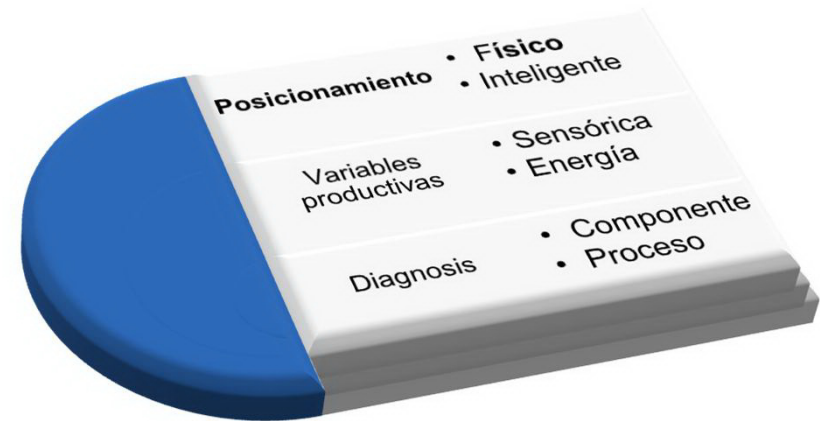 Posicionamiento
• Físico
• Inteligente
Variables
productivas
• Sensórica
• Energía
Diagnosis
• Componente
• Proceso